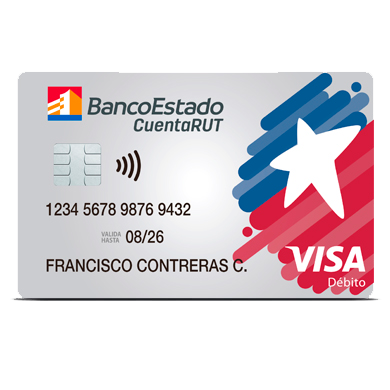 BancoEstado
CuentaRUT
1234 5678 9876 9432
VALIDA
HASTA 08/26
FRANCISCO CONTRERAS C.
VISA
Débito